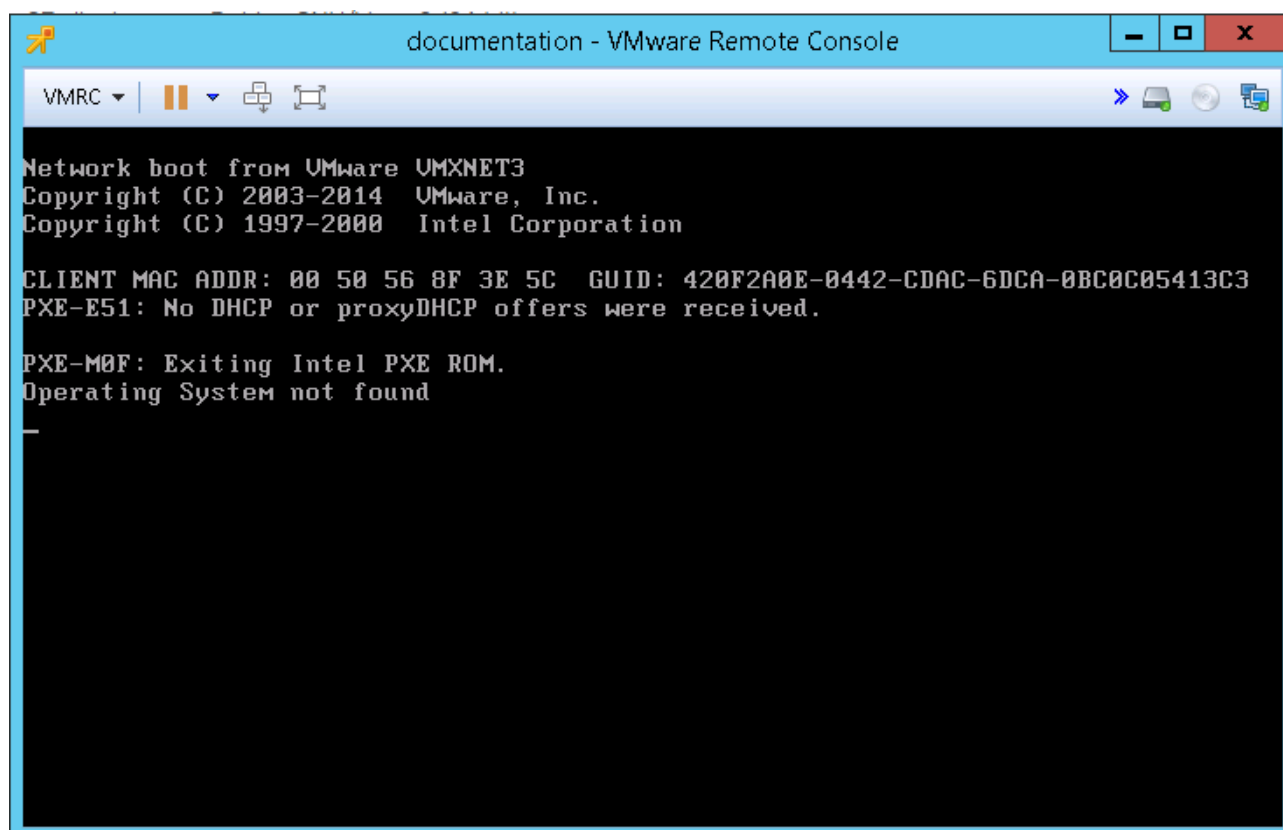 documentation - VMware Remote Console
VMRC
Network boot from VMware VMXNET3
Copyright (C) 2003-2014  VMware, Inc.
Copyright (C) 1997-2000  Intel Corporation
CLIENT MAC ADDR: 00 50 56 8F 3E 5C  GUID: 420F2A0E-0442-CDAC-6DCA-0BC0C05413C3
PXE-E51: No DHCP or proxyDHCP offers were received.
PXE-M0F: Exiting Intel PXE ROM.
Operating System not found